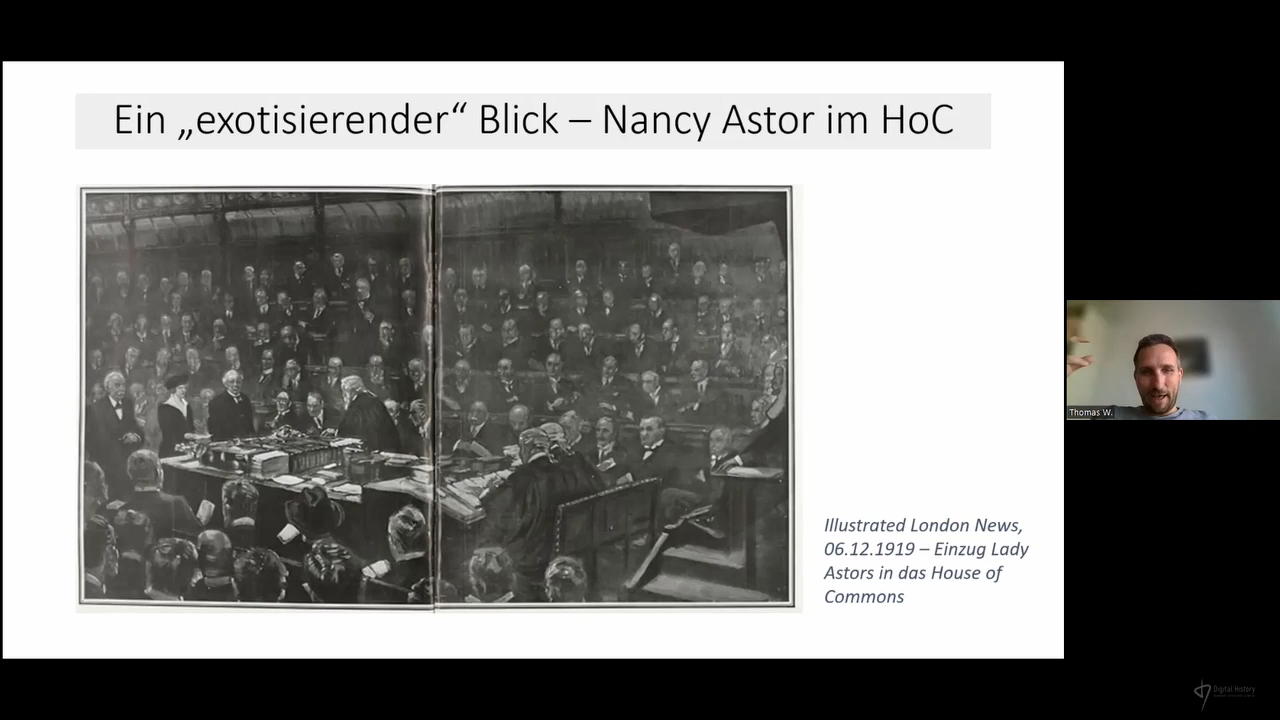 Ein „exotisierender“ Blick – Nancy Astor im HoC
Illustrated London News,
06.12.1919 – Einzug Lady
Astors in das House of
Commons
Thomas W.
Digital History